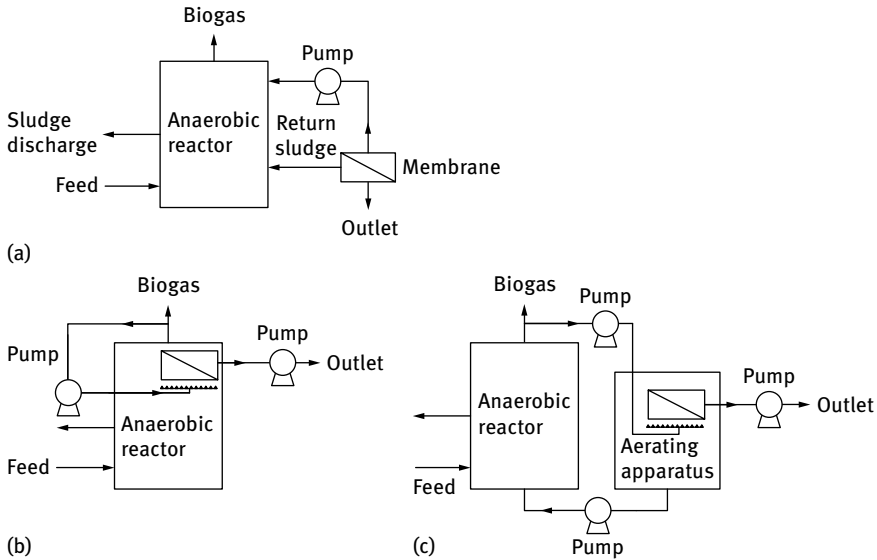 Biogas
Pump
Sludge
discharge
Anaerobic
reactor
Return
sludge
Membrane
Feed
Outlet
(a)
Biogas
Pump
Pump
Outlet
Anaerobic
reactor
Feed
(b)
Biogas
Pump
Pump
Anaerobic
reactor
Outlet
Aerating
apparatus
Feed
Pump
(c)